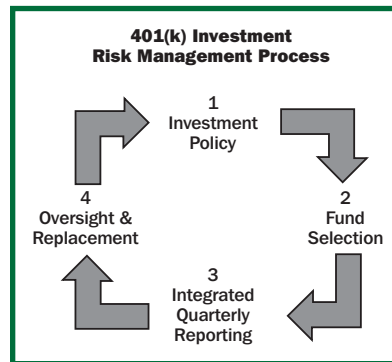 401(k) Investment
Risk Management Process
1
Investment
Policy
2
Fund
Selection
3
Integrated
Quarterly
Reporting
4
Oversight &
Replacement